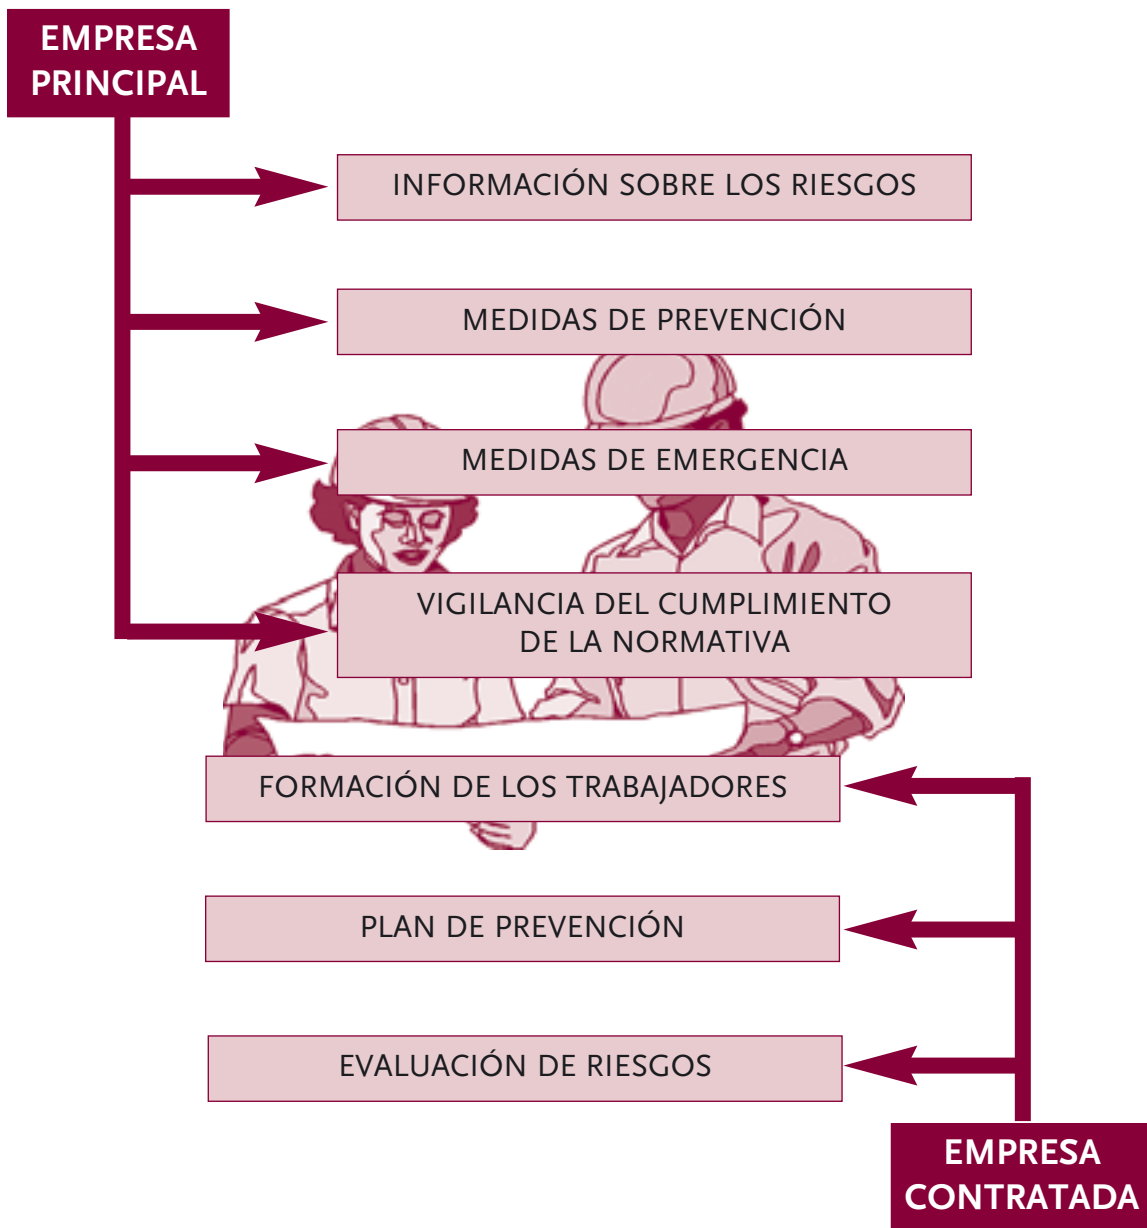 EMPRESA
PRINCIPAL
INFORMACIÓN SOBRE LOS RIESGOS
MEDIDAS DE PREVENCIÓN
MEDIDAS DE EMERGENCIA
VIGILANCIA DEL CUMPLIMIENTO
DE LA NORMATIVA
FORMACIÓN DE LOS TRABAJADORES
PLAN DE PREVENCIÓN
EVALUACIÓN DE RIESGOS
EMPRESA
CONTRATADA